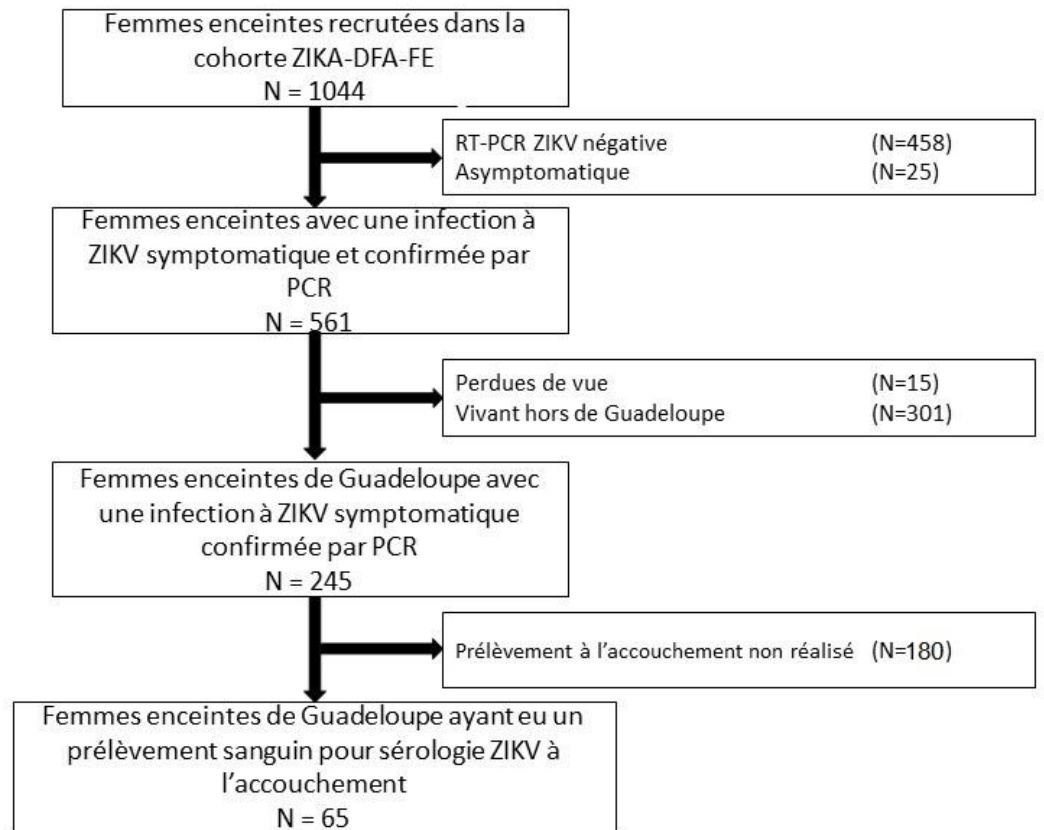 Femmes enceintes recrutées dans la
cohorte ZIKA-DFA-FE
N = 1044
RT-PCR ZIKV négative (N=458)
Asymptomatique (N=25)
Femmes enceintes avec une infection à
ZIKV symptomatique et confirmée par
PCR
N = 561
Perdues de vue (N=15)
Vivant hors de Guadeloupe (N=301)
Femmes enceintes de Guadeloupe avec
une infection à ZIKV symptomatique
confirmée par PCR
N = 245
Prélèvement à l'accouchement non réalisé (N=180)
Femmes enceintes de Guadeloupe ayant eu un
prélèvement sanguin pour sérologie ZIKV à
l'accouchement
N = 65